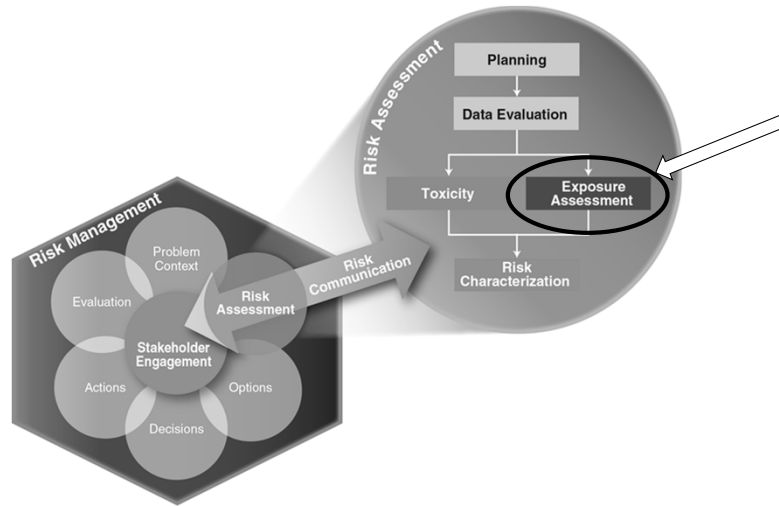 Risk Assessment
Planning
Data Evaluation
Toxicity
Exposure
Assessment
Risk
Characterization
Risk
Communication
Risk Management
Problem
Context
Evaluation
Risk
Assessment
Stakeholder
Engagement
Actions
Options
Decisions